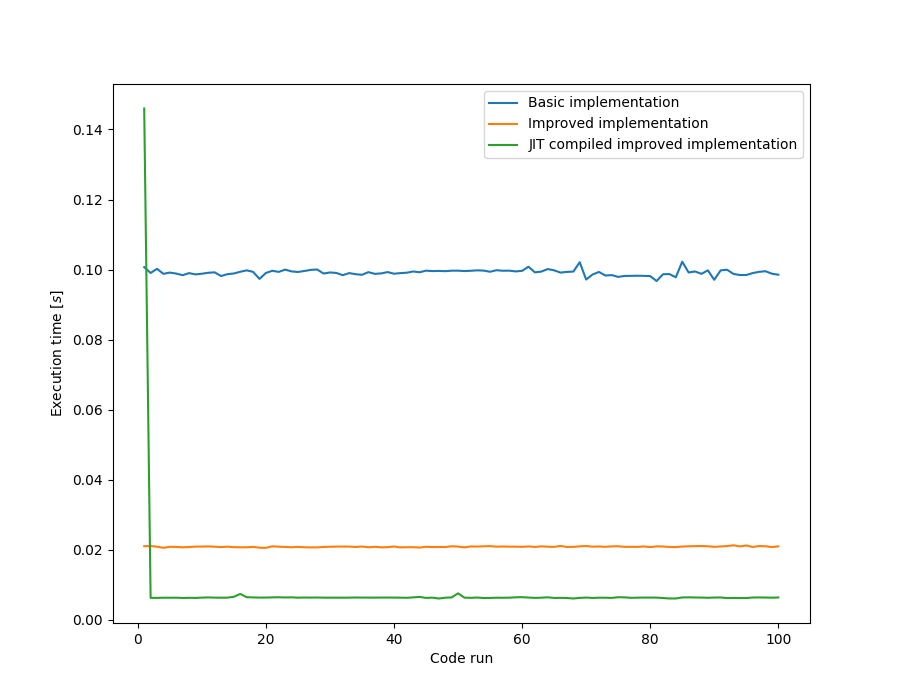 Basic implementation
Improved implementation
JIT compiled improved implementation
0.14
0.12
0.10
0.08
0.06
0.04
0.02
0.00
Execution time [s]
0 20 40 60 80 100
Code run